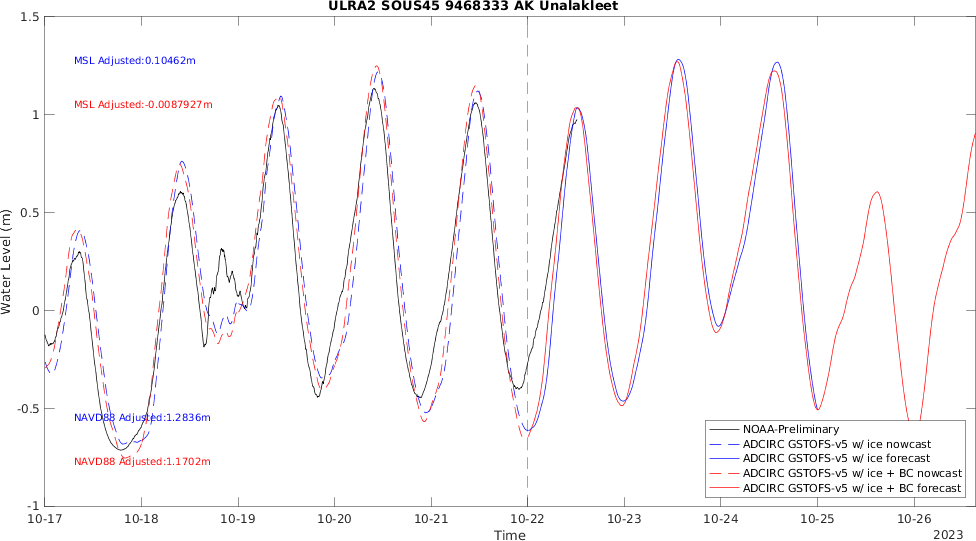 ULRA2 SOUS45 9468333 AK Unalakleet
1.5
MSL Adjusted:0.10462m
MSL Adjusted:-0.0087927m
1
0.5
Water Level (m)
0
-0.5
NAVD88 Adjusted:1.2836m
NAVD88 Adjusted:1.1702m
NOAA-Preliminary
ADCIRC GSTOFS-v5 w/ ice nowcast
ADCIRC GSTOFS-v5 w/ ice forecast
ADCIRC GSTOFS-v5 w/ ice + BC nowcast
ADCIRC GSTOFS-v5 w/ ice + BC forecast
-1
10-17 10-18 10-19 10-20 10-21 10-22 10-23 10-24 10-25 10-26
Time
2023